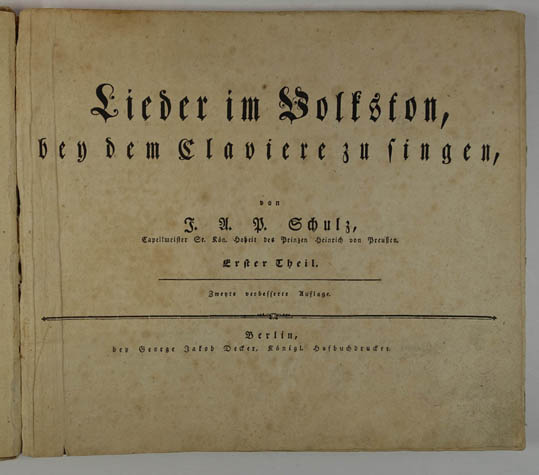 Lieder im Volkston,
bey dem Claviere zu singen,
von
J. A. P. Schulz,
Capellmeister Sr. Kön. Hoheit des Prinzen Heinrich von Preußen.
Erster Theil.
Zweyte verbesserte Auflage.
Berlin,
bey George Jakob Decker, Königl. Hofbuchdrucker.